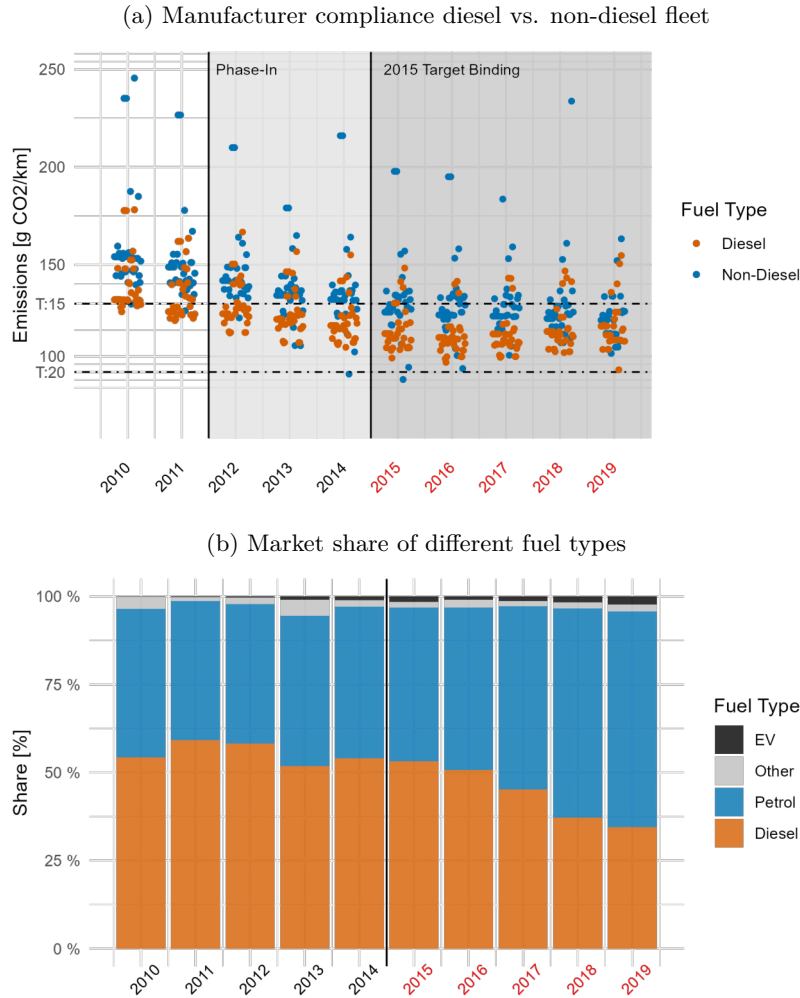 (a) Manufacturer compliance diesel vs. non-diesel fleet
Phase-In
2015 Target Binding
250
200
150
T:15
100
T:20
Emissions [g CO2/km]
2010
2011
2012
2013
2014
2015
2016
2017
2018
2019
Fuel Type
Diesel
Non-Diesel
(b) Market share of different fuel types
100 %
75 %
50 %
25 %
0 %
Share [%]
2010
2011
2012
2013
2014
2015
2016
2017
2018
2019
Fuel Type
EV
Other
Petrol
Diesel